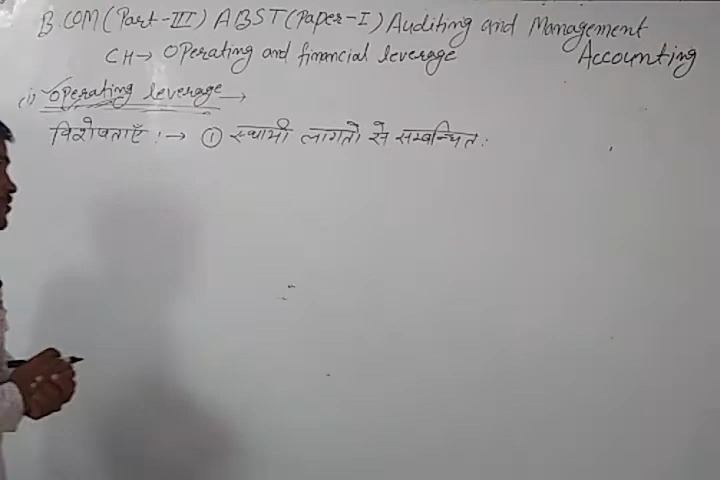 B.COM (Part-III) ABST (Paper-I) Auditing and Management Accounting
CH→ Operating and financial leverage
(i) Operating leverage →
विशेषताएँ :→ ① स्थायी लागतो से सम्बन्धित :